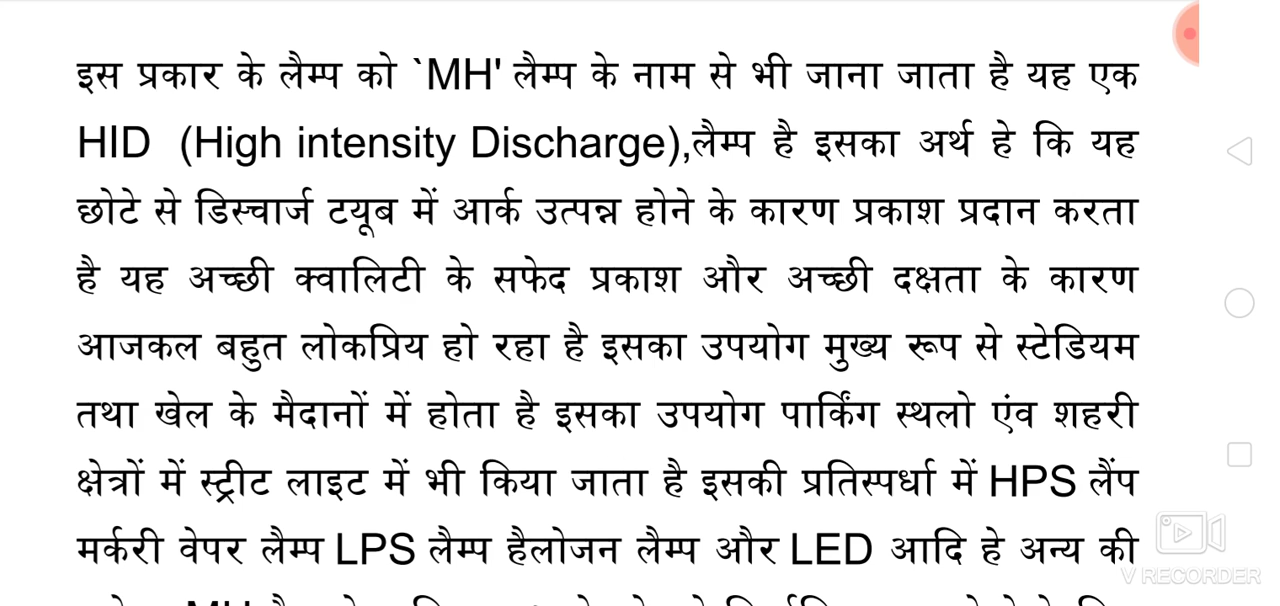 इस प्रकार के लैम्प को `MH' लैम्प के नाम से भी जाना जाता है यह एक
HID (High intensity Discharge),लैम्प है इसका अर्थ हे कि यह
छोटे से डिस्चार्ज टयूब में आर्क उत्पन्न होने के कारण प्रकाश प्रदान करता
है यह अच्छी क्वालिटी के सफेद प्रकाश और अच्छी दक्षता के कारण
आजकल बहुत लोकप्रिय हो रहा है इसका उपयोग मुख्य रूप से स्टेडियम
तथा खेल के मैदानों में होता है इसका उपयोग पार्किंग स्थलो एंव शहरी
क्षेत्रों में स्ट्रीट लाइट में भी किया जाता है इसकी प्रतिस्पर्धा में HPS लैंप
मर्करी वेपर लैम्प LPS लैम्प हैलोजन लैम्प और LED आदि हे अन्य की
V RECORDER